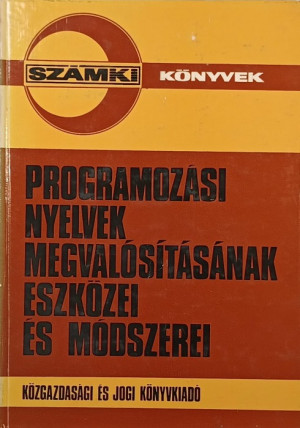 SZÁMKI KÖNYVEK
PROGRAMOZÁSI
NYELVEK
MEGVALÓSÍTÁSÁNAK
ESZKÖZEI
ÉS MÓDSZEREI
KÖZGAZDASÁGI ÉS JOGI KÖNYVKIADÓ